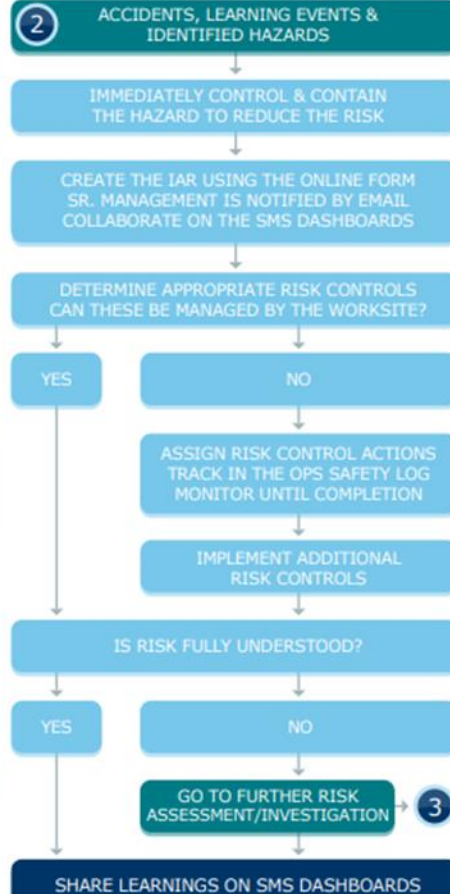 2
ACCIDENTS, LEARNING EVENTS &
IDENTIFIED HAZARDS
IMMEDIATELY CONTROL & CONTAIN
THE HAZARD TO REDUCE THE RISK
CREATE THE IAR USING THE ONLINE FORM
SR. MANAGEMENT IS NOTIFIED BY EMAIL
COLLABORATE ON THE SMS DASHBOARDS
DETERMINE APPROPRIATE RISK CONTROLS
CAN THESE BE MANAGED BY THE WORKSITE?
YES
NO
ASSIGN RISK CONTROL ACTIONS
TRACK IN THE OPS SAFETY LOG
MONITOR UNTIL COMPLETION
IMPLEMENT ADDITIONAL
RISK CONTROLS
IS RISK FULLY UNDERSTOOD?
YES
NO
GO TO FURTHER RISK
ASSESSMENT/INVESTIGATION
3
SHARE LEARNINGS ON SMS DASHBOARDS